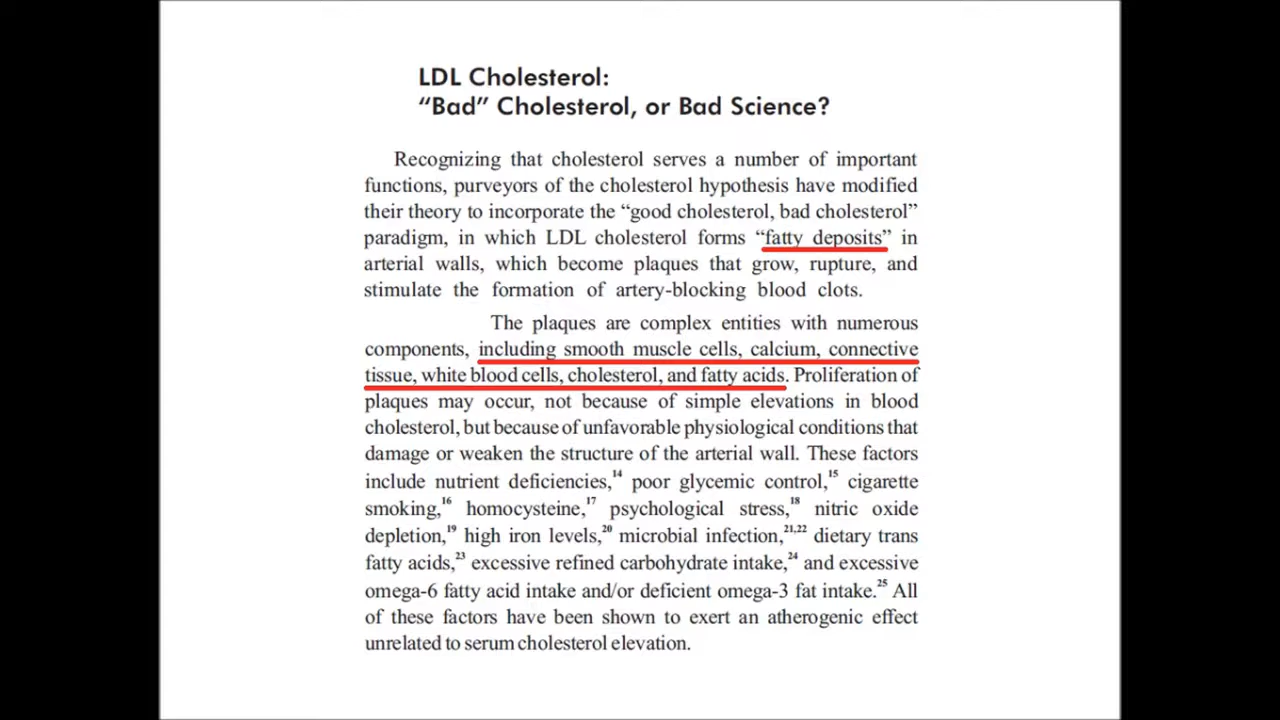 LDL Cholesterol:
“Bad” Cholesterol, or Bad Science?
Recognizing that cholesterol serves a number of important
functions, purveyors of the cholesterol hypothesis have modified
their theory to incorporate the “good cholesterol, bad cholesterol”
paradigm, in which LDL cholesterol forms “fatty deposits” in
arterial walls, which become plaques that grow, rupture, and
stimulate the formation of artery-blocking blood clots.
The plaques are complex entities with numerous
components, including smooth muscle cells, calcium, connective
tissue, white blood cells, cholesterol, and fatty acids. Proliferation of
plaques may occur, not because of simple elevations in blood
cholesterol, but because of unfavorable physiological conditions that
damage or weaken the structure of the arterial wall. These factors
include nutrient deficiencies,14 poor glycemic control,15 cigarette
smoking,16 homocysteine,17 psychological stress,18 nitric oxide
depletion,19 high iron levels,20 microbial infection,21,22 dietary trans
fatty acids,23 excessive refined carbohydrate intake,24 and excessive
omega-6 fatty acid intake and/or deficient omega-3 fat intake.25 All
of these factors have been shown to exert an atherogenic effect
unrelated to serum cholesterol elevation.